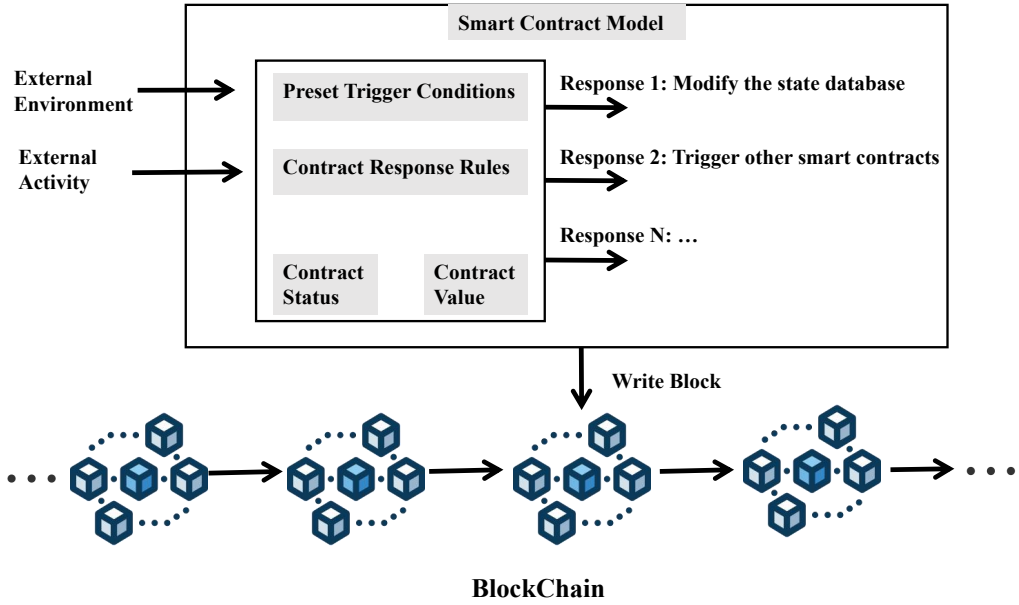 Smart Contract Model
External
Environment
External
Activity
Preset Trigger Conditions
Contract Response Rules
Contract
Status
Contract
Value
Response 1: Modify the state database
Response 2: Trigger other smart contracts
Response N: …
Write Block
BlockChain